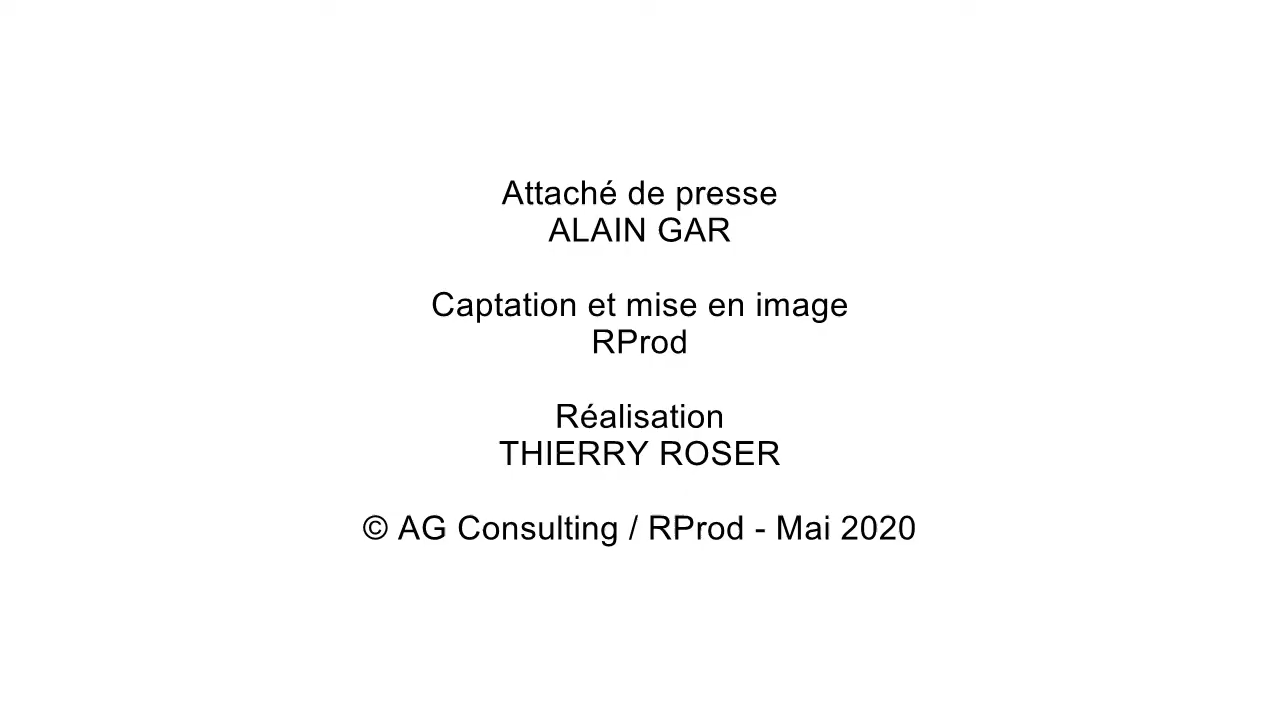 Attaché de presse
ALAIN GAR
Captation et mise en image
RProd
Réalisation
THIERRY ROSER
© AG Consulting / RProd - Mai 2020